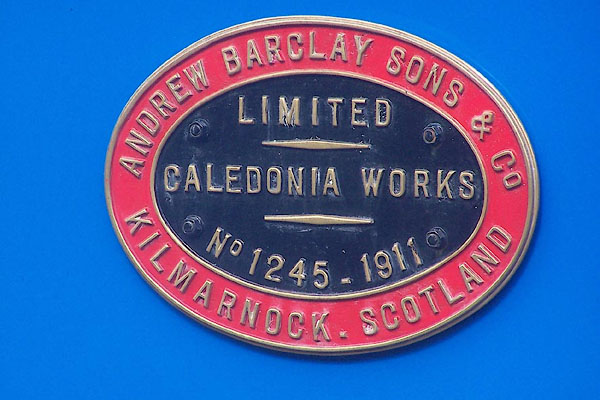 ANDREW BARCLAY SONS & CO
LIMITED
CALEDONIA WORKS
No 1245-1911
KILMARNOCK. SCOTLAND